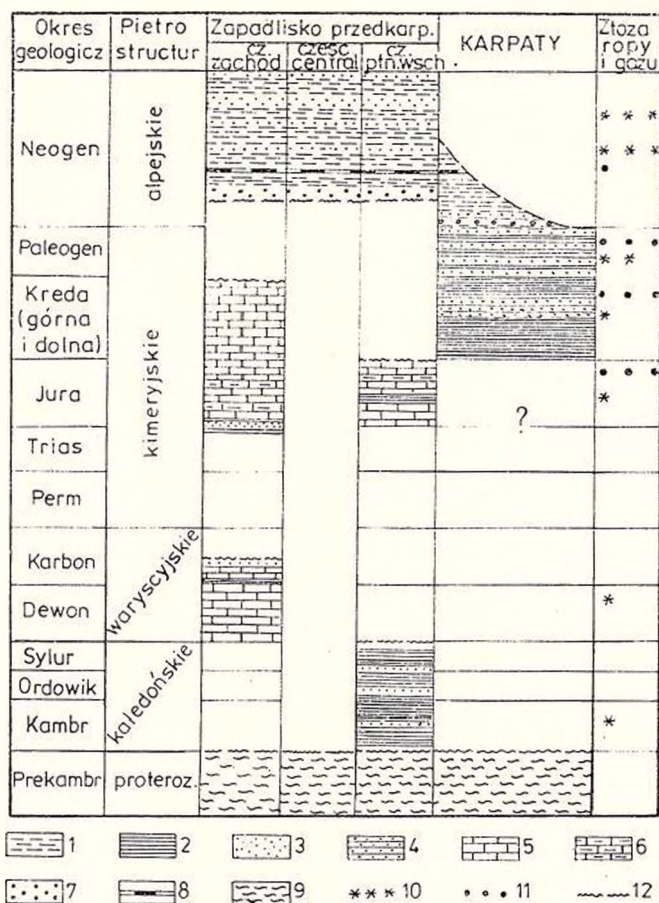 Okres geologicz
Pietro structur
Zapadlisko przedkarp.
cz. zachod
częsc central
cz. płn.wsch.
KARPATY
Złoża ropy i gazu
Neogen
alpejskie
Paleogen
Kreda (górna i dolna)
kimeryjskie
Jura
?
Trias
Perm
Karbon
waryscyjskie
Dewon
Sylur
kaledońskie
Ordowik
Kambr
Prekambr
proteroz.
1
2
3
4
5
6
7
8
9
10
11
12